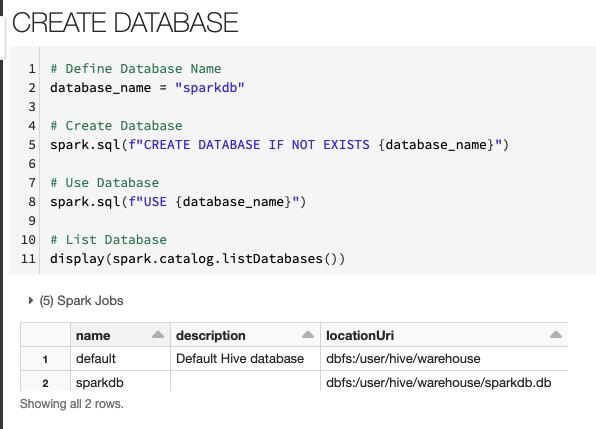 CREATE DATABASE
1 # Define Database Name
2 database_name = "sparkdb"
3
4 # Create Database
5 spark.sql(f"CREATE DATABASE IF NOT EXISTS {database_name}")
6
7 # Use Database
8 spark.sql(f"USE {database_name}")
9
10 # List Database
11 display(spark.catalog.listDatabases())
(5) Spark Jobs
name description locationUri
1 default Default Hive database dbfs:/user/hive/warehouse
2 sparkdb dbfs:/user/hive/warehouse/sparkdb.db
Showing all 2 rows.